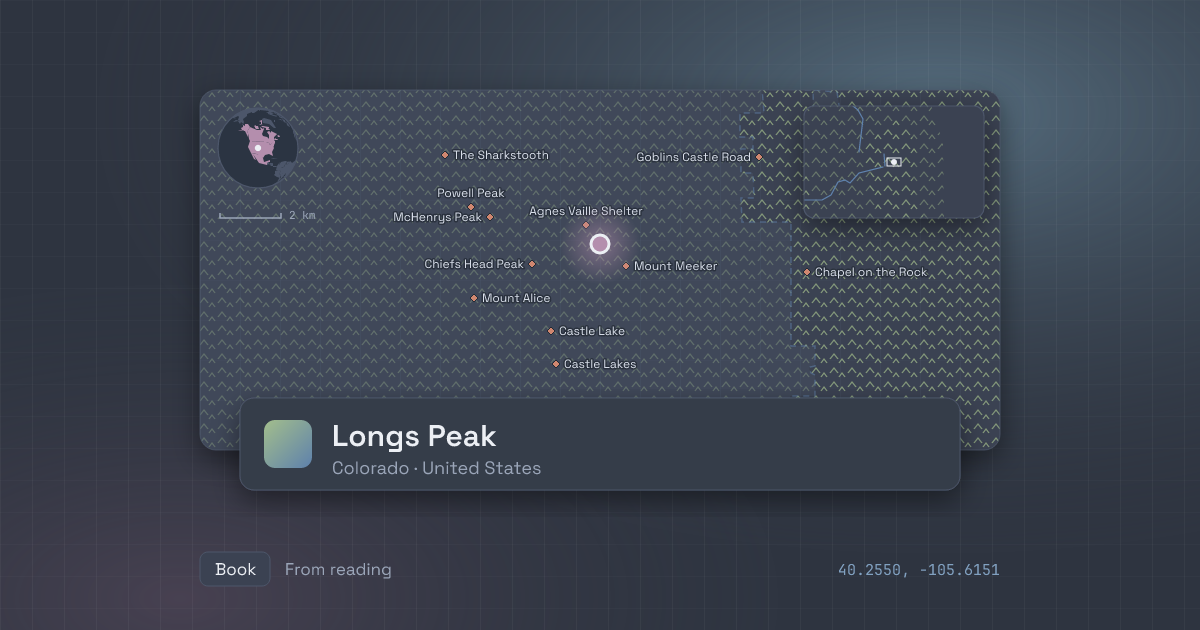 The Sharkstooth
Goblins Castle Road
Powell Peak
Agnes Vaille Shelter
2 km
McHenrys Peak
Chiefs Head Peak
Mount Meeker
Chapel on the Rock
Mount Alice
Castle Lake
Castle Lakes
Longs Peak
Colorado · United States
Book
From reading
40.2550, -105.6151